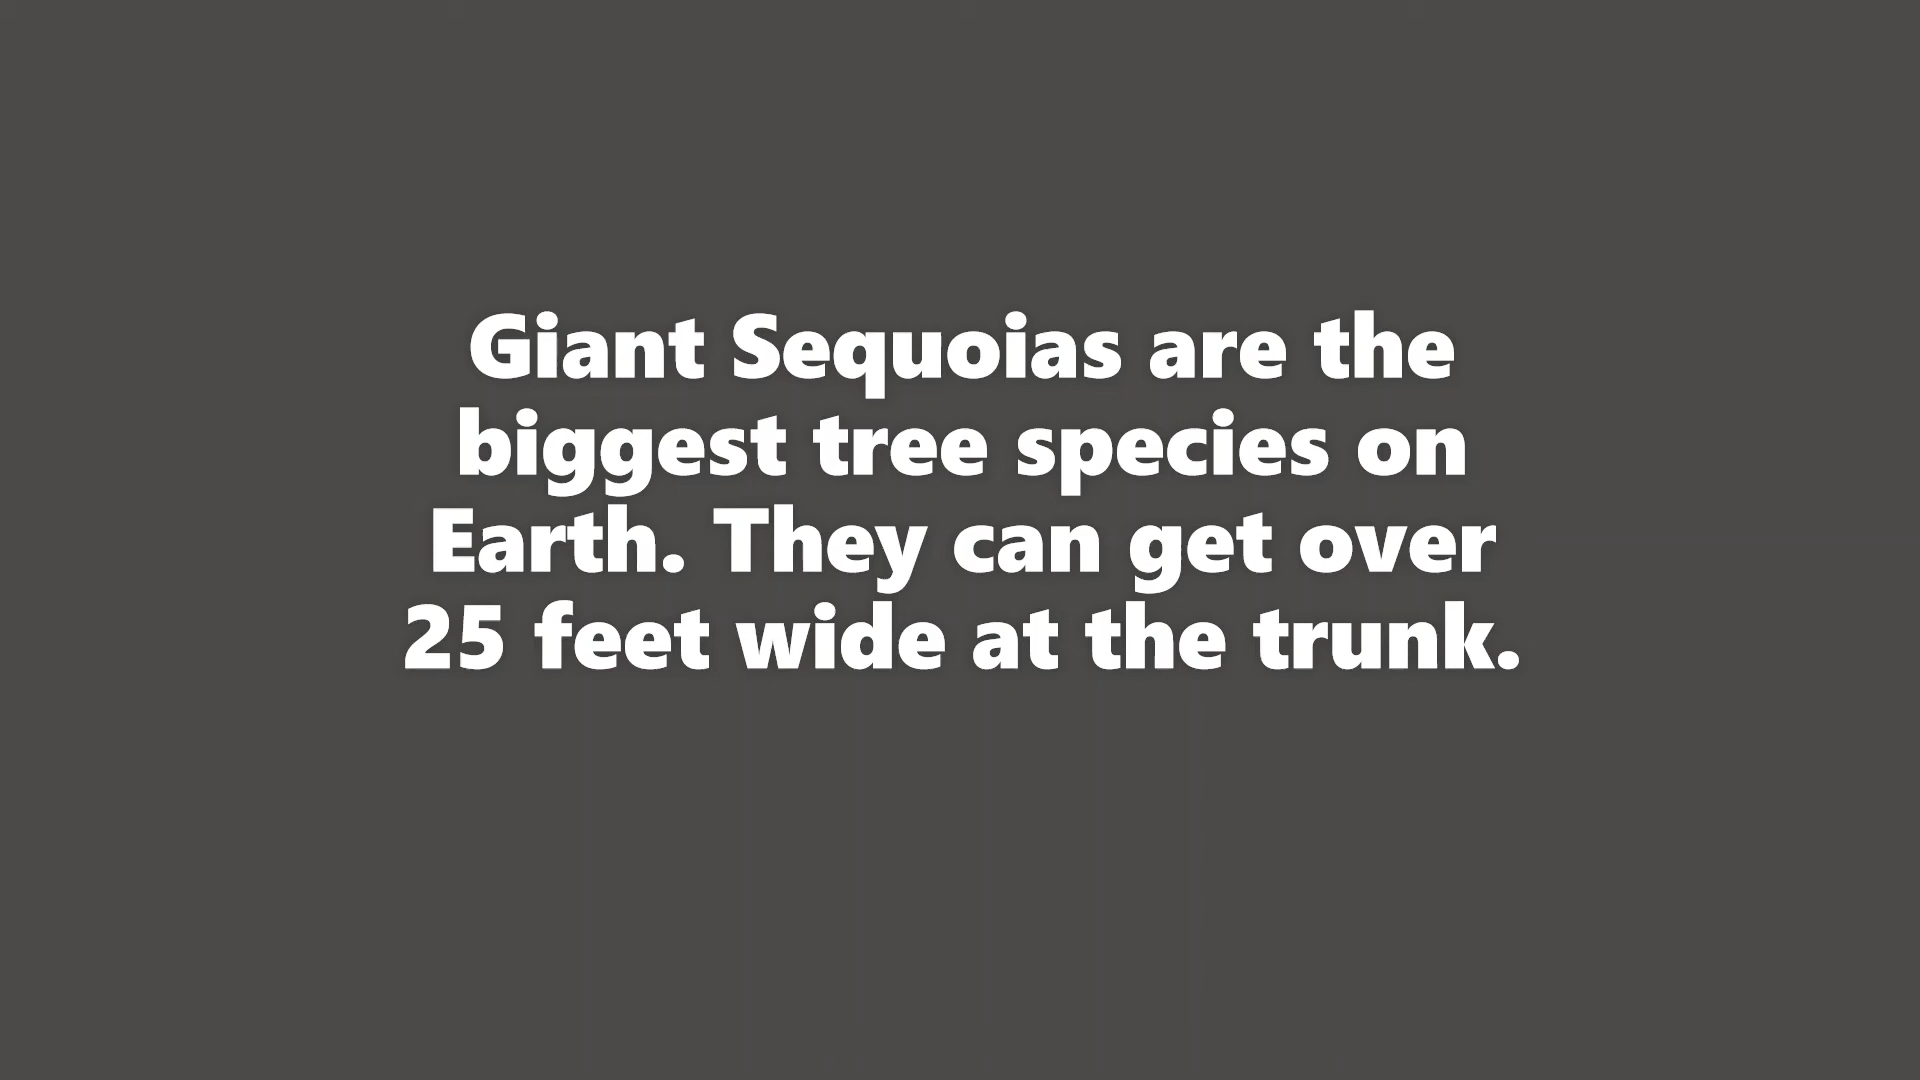 Giant Sequoias are the
biggest tree species on
Earth. They can get over
25 feet wide at the trunk.